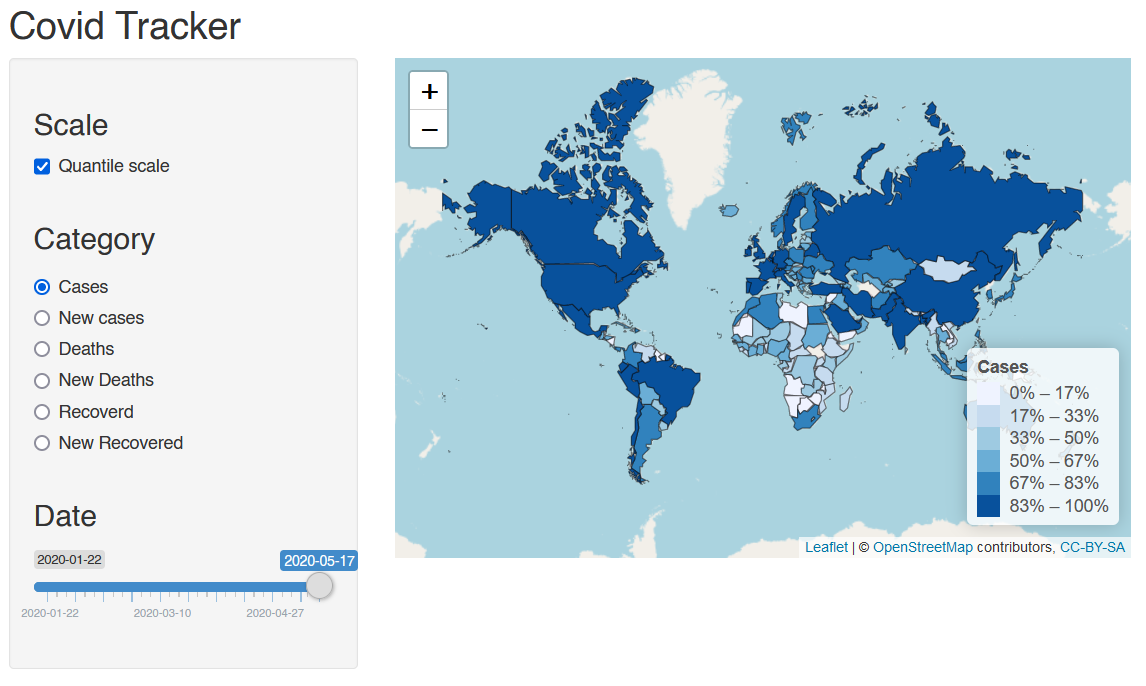 Covid Tracker
Scale
Quantile scale
Category
Cases
New cases
Deaths
New Deaths
Recoverd
New Recovered
Date
2020-01-22
2020-05-17
2020-01-22 2020-03-10 2020-04-27
+
−
Cases
0% – 17%
17% – 33%
33% – 50%
50% – 67%
67% – 83%
83% – 100%
Leaflet | © OpenStreetMap contributors, CC-BY-SA